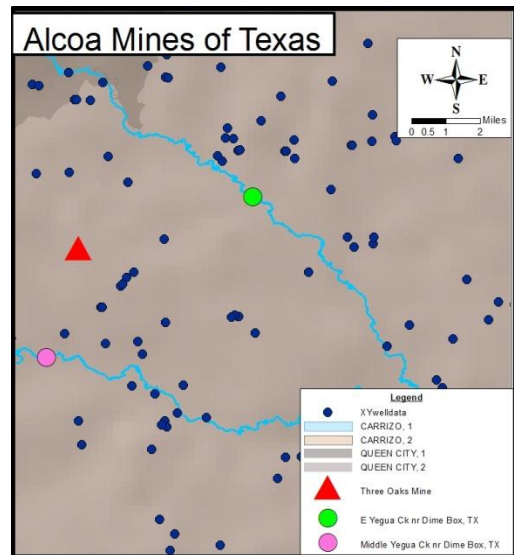 Alcoa Mines of Texas
N
W E
S
Miles
0 0.5 1 2
Legend
XYwelldata
CARRIZO, 1
CARRIZO, 2
QUEEN CITY, 1
QUEEN CITY, 2
Three Oaks Mine
E Yegua Ck nr Dime Box, TX
Middle Yegua Ck nr Dime Box, TX